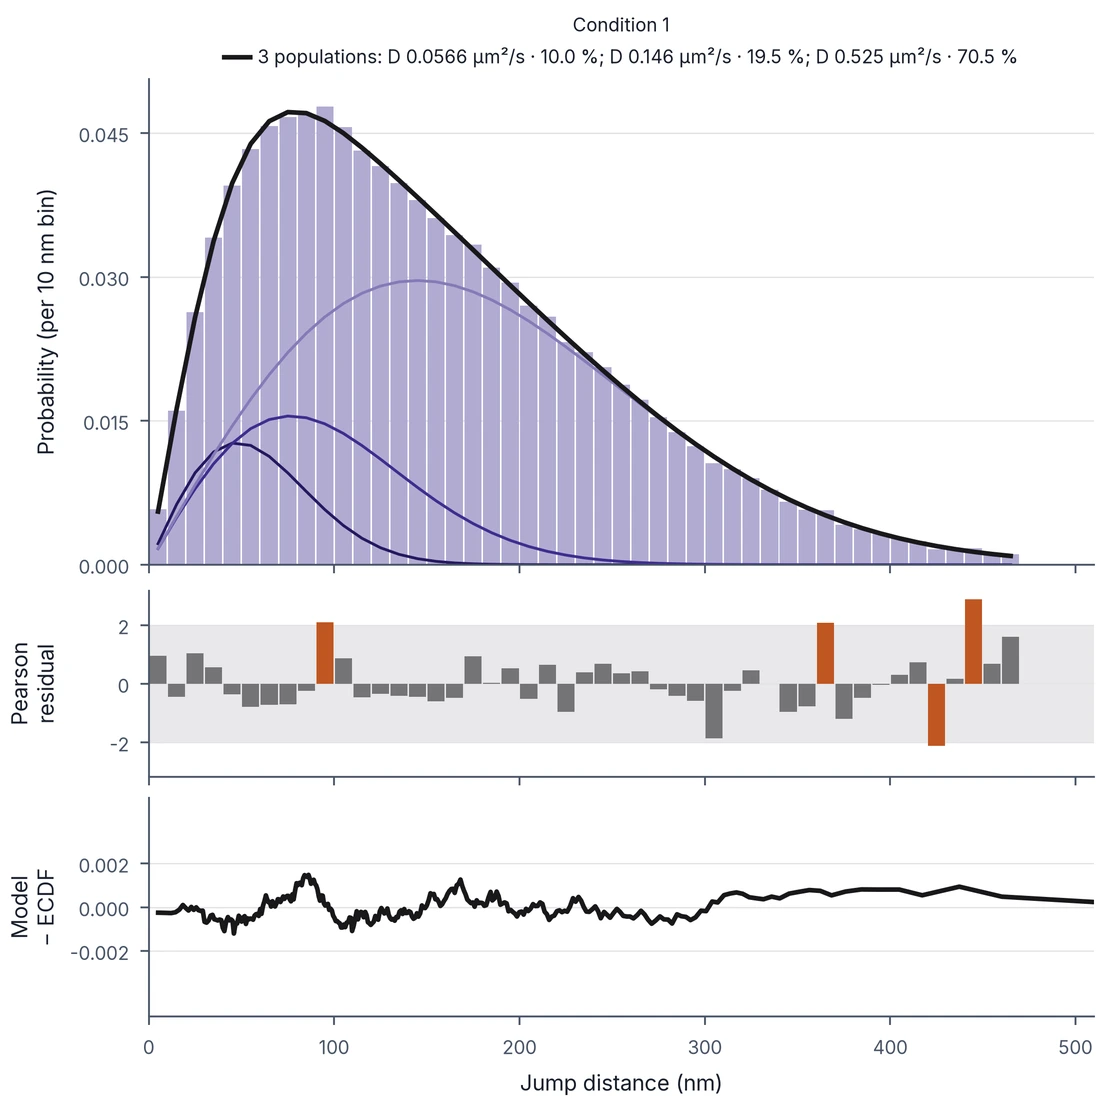 Condition 1
3 populations: D 0.0566 µm²/s · 10.0 %; D 0.146 µm²/s · 19.5 %; D 0.525 µm²/s · 70.5 %
Probability (per 10 nm bin)
0.045
0.030
0.015
0.000
Pearson
residual
2
0
-2
Model
– ECDF
0.002
0.000
-0.002
0
100
200
300
400
500
Jump distance (nm)